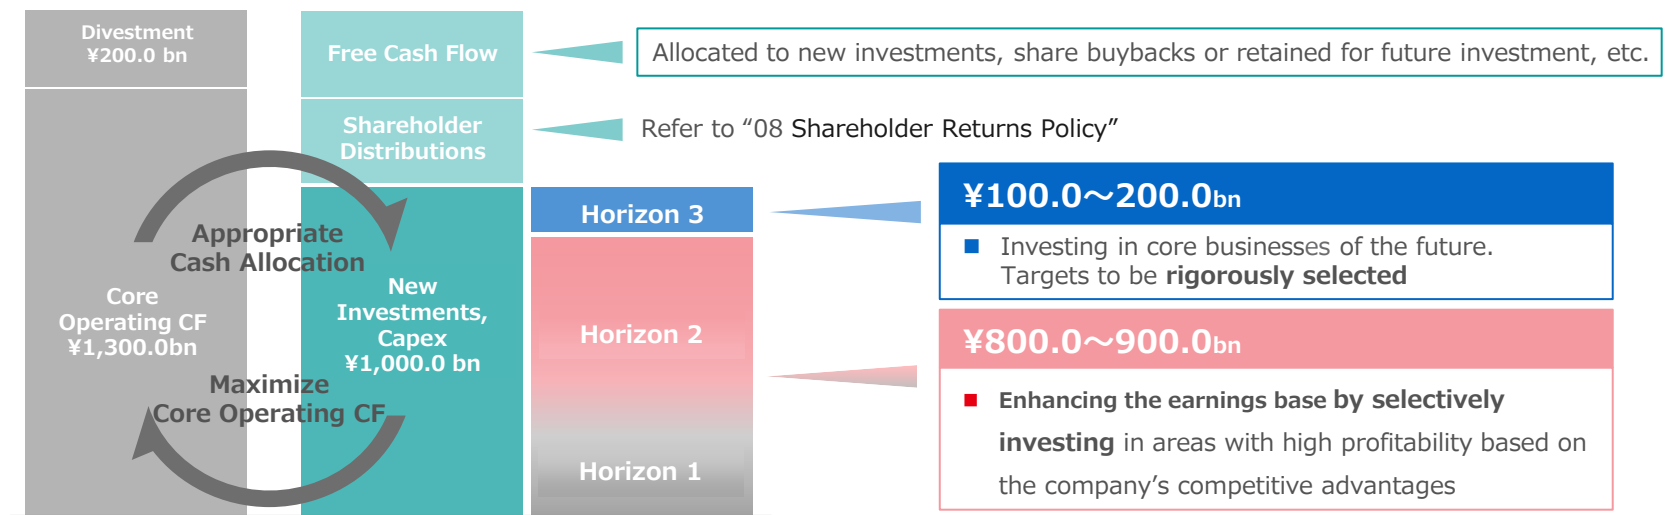 Divestment
¥200.0 bn
Core
Operating CF
¥1,300.0bn
Appropriate
Cash Allocation
Maximize
Core Operating CF
Free Cash Flow
Shareholder
Distributions
New
Investments,
Capex
¥1,000.0 bn
Horizon 3
Horizon 2
Horizon 1
Allocated to new investments, share buybacks or retained for future investment, etc.
Refer to “08 Shareholder Returns Policy”
¥100.0～200.0bn
■ Investing in core businesses of the future.
Targets to be rigorously selected
¥800.0～900.0bn
■ Enhancing the earnings base by selectively
investing in areas with high profitability based on
the company’s competitive advantages